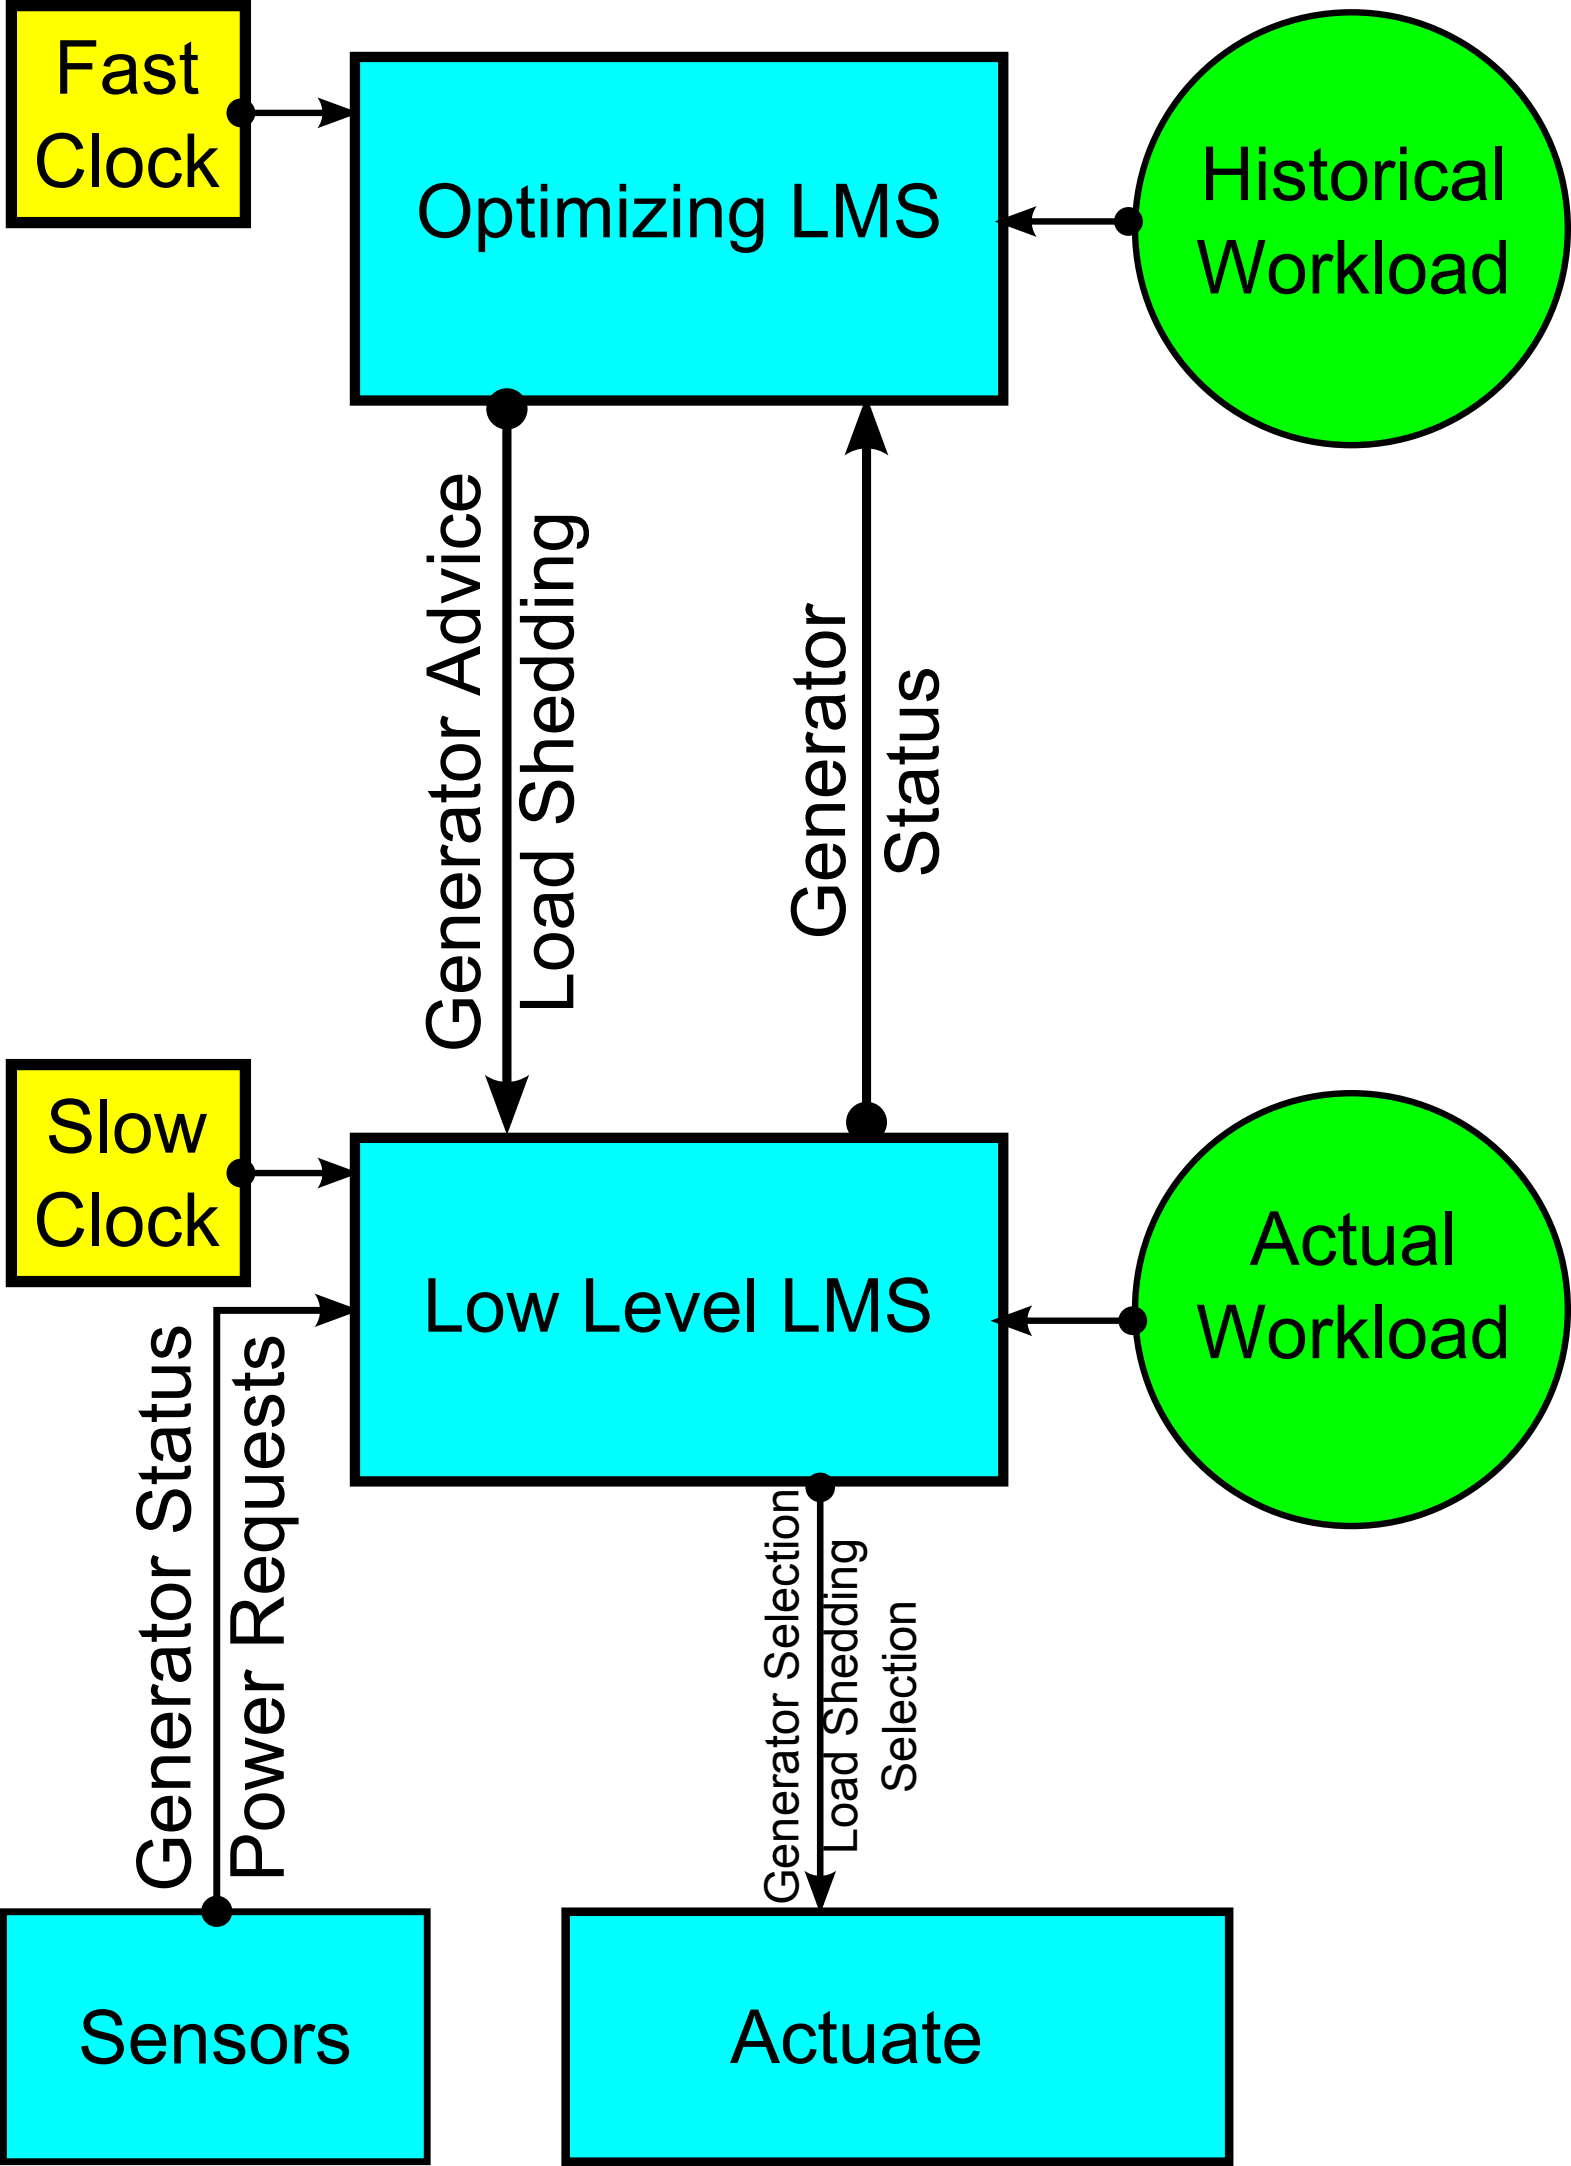 Fast
Clock
Optimizing LMS
Historical
Workload
Generator Advice
Load Shedding
Generator
Status
Slow
Clock
Low Level LMS
Actual
Workload
Generator Status
Power Requests
Generator Selection
Load Shedding
Selection
Sensors
Actuate